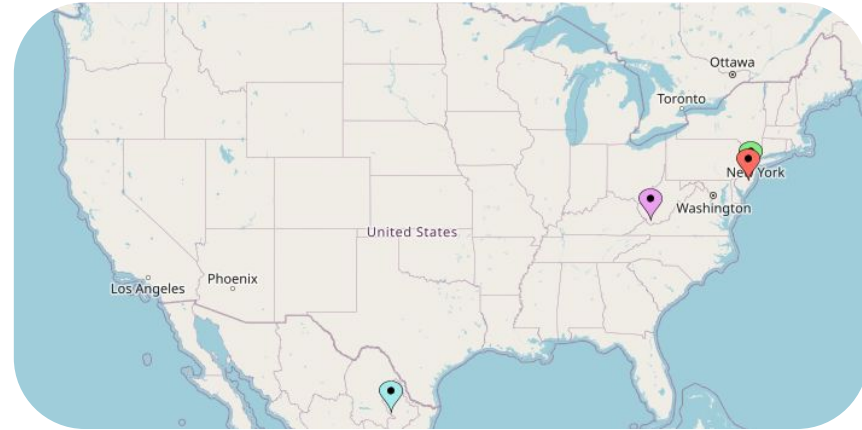 Ottawa
Toronto
New York
Washington
United States
Phoenix
Los Angeles